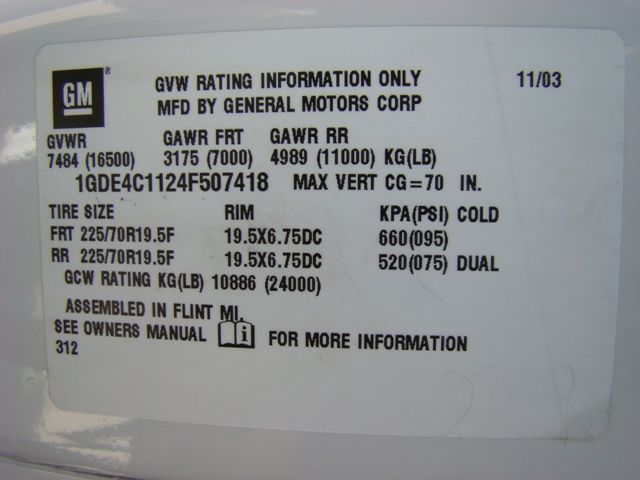 GM ®
GVW RATING INFORMATION ONLY 11/03
MFD BY GENERAL MOTORS CORP
GVWR GAWR FRT GAWR RR
7484 (16500) 3175 (7000) 4989 (11000) KG(LB)
1GDE4C1124F507418 MAX VERT CG=70 IN.
TIRE SIZE RIM KPA(PSI) COLD
FRT 225/70R19.5F 19.5X6.75DC 660(095)
RR 225/70R19.5F 19.5X6.75DC 520(075) DUAL
GCW RATING KG(LB) 10886 (24000)
ASSEMBLED IN FLINT MI.
SEE OWNERS MANUAL i FOR MORE INFORMATION
312